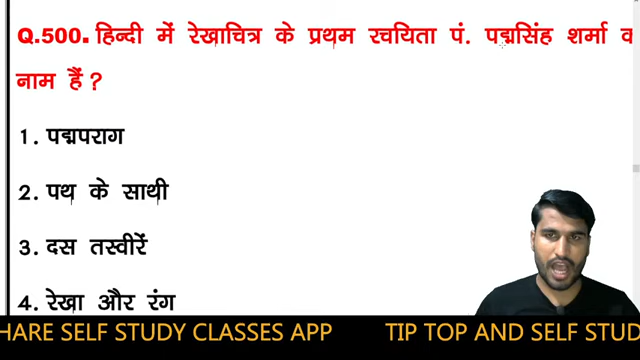 Q.500. हिन्दी में रेखाचित्र के प्रथम रचयिता पं. पद्मसिंह शर्मा व
नाम हैं ?
1. पद्मपराग
2. पथ के साथी
3. दस तस्वीरें
4. रेखा और रंग
HARE SELF STUDY CLASSES APP TIP TOP AND SELF STUD